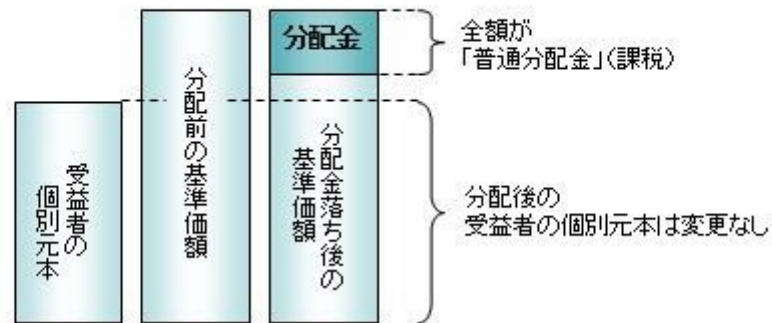 受益者の
個別元本
分配前の基準価額
分配金
分配金落ち後の
基準価額
全額が
「普通分配金」(課税)
分配後の
受益者の個別元本は変更なし